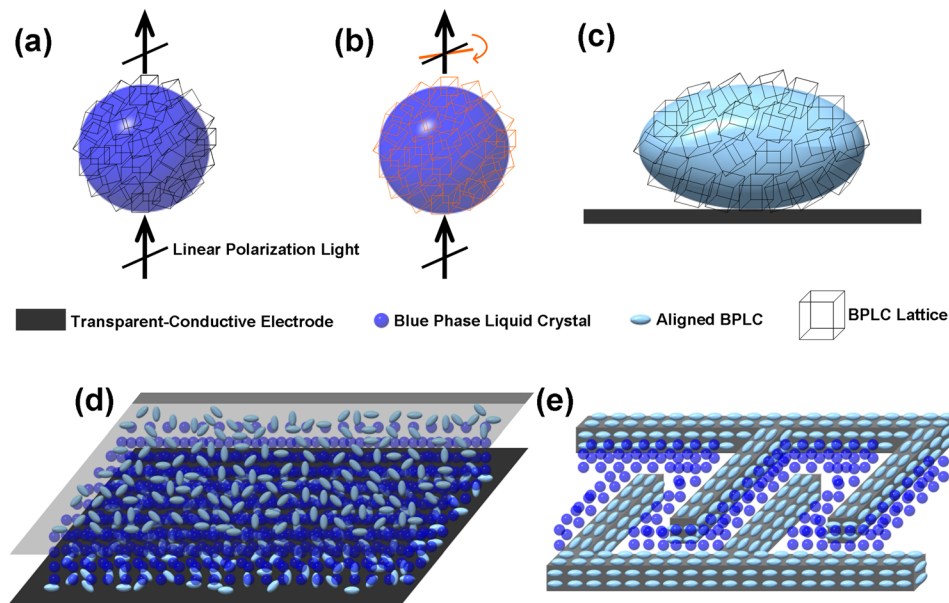 (a)
(b)
(c)
Linear Polarization Light
Transparent-Conductive Electrode
Blue Phase Liquid Crystal
Aligned BPLC
BPLC Lattice
(d)
(e)